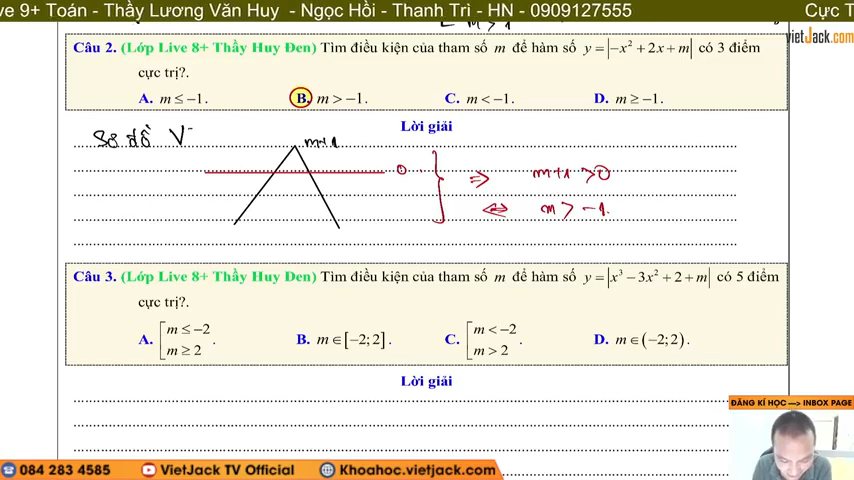 ve 9+ Toán - Thầy Lương Văn Huy - Ngọc Hồi - Thanh Trì - HN - 0909127555 Cực T
m > 1
vietJack.com
Câu 2. (Lớp Live 8+ Thầy Huy Đen) Tìm điều kiện của tham số m để hàm số y = |−x² + 2x + m| có 3 điểm
cực trị?.
A. m ≤ −1. B. m > −1. C. m < −1. D. m ≥ −1.
Lời giải
Sơ đồ V
m+1
0
⇒ m+1 > 0
⇔ m > −1.
Câu 3. (Lớp Live 8+ Thầy Huy Đen) Tìm điều kiện của tham số m để hàm số y = |x³ − 3x² + 2 + m| có 5 điểm
cực trị?.
A. [m ≤ −2 m ≥ 2. B. m ∈ [−2; 2]. C. [m < −2 m > 2. D. m ∈ (−2; 2).
Lời giải
ĐĂNG KÍ HỌC —> INBOX PAGE
084 283 4585 VietJack TV Official Khoahoc.vietjack.com